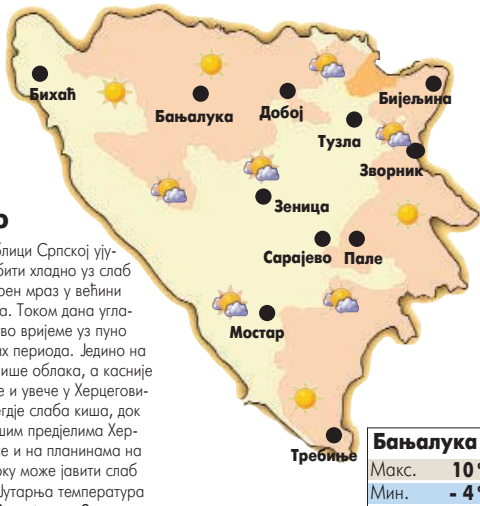 Бихаћ
Бањалука
Добој
Бијељина
Тузла
Зворник
Зеница
Сарајево
Пале
Мостар
Требиње
о
блици Српској ују-
бити хладно уз слаб
рен мраз у већини
а. Током дана угла-
во вријеме уз пуно
их периода. Једино на
ише облака, а касније
е и увече у Херцегови-
егдје слаба киша, док
шим предјелима Хер-
е и на планинама на
оку може јавити слаб
Јутарња температура
Бањалука
Макс. 10°
Мин. - 4°